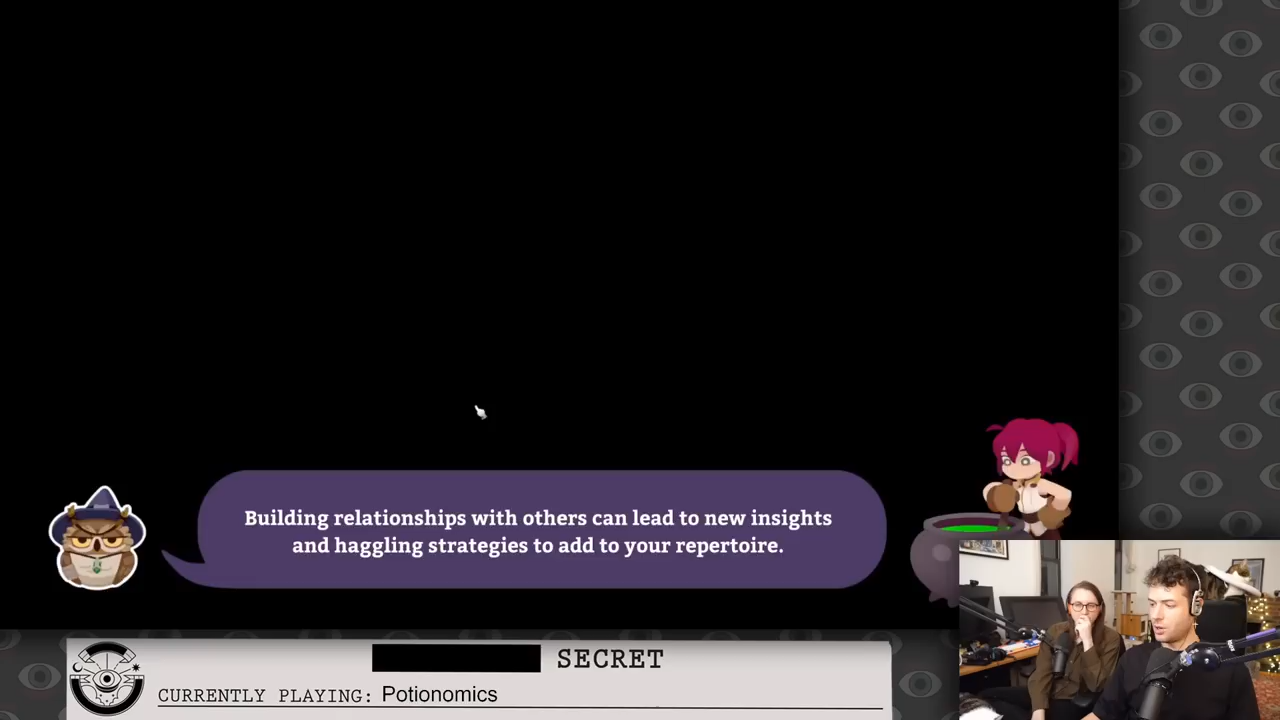 Building relationships with others can lead to new insights
and haggling strategies to add to your repertoire.
SECRET
CURRENTLY PLAYING: Potionomics